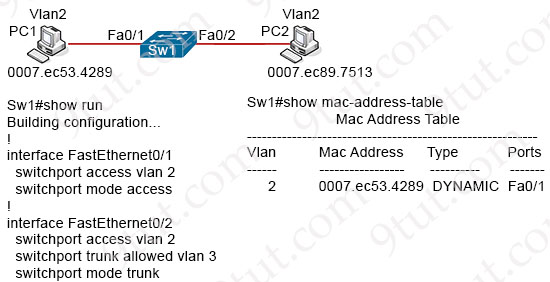 Vlan2
PC1
Fa0/1
Sw1
Fa0/2
Vlan2
PC2
0007.ec53.4289
0007.ec89.7513
Sw1#show run
Building configuration...
!
interface FastEthernet0/1
switchport access vlan 2
switchport mode access
!
interface FastEthernet0/2
switchport access vlan 2
switchport trunk allowed vlan 3
switchport mode trunk
Sw1#show mac-address-table
Mac Address Table
-----------------------------------------------------------
Vlan Mac Address Type Ports
------ ----------------- ---------- -------
2 0007.ec53.4289 DYNAMIC Fa0/1
9tut.com